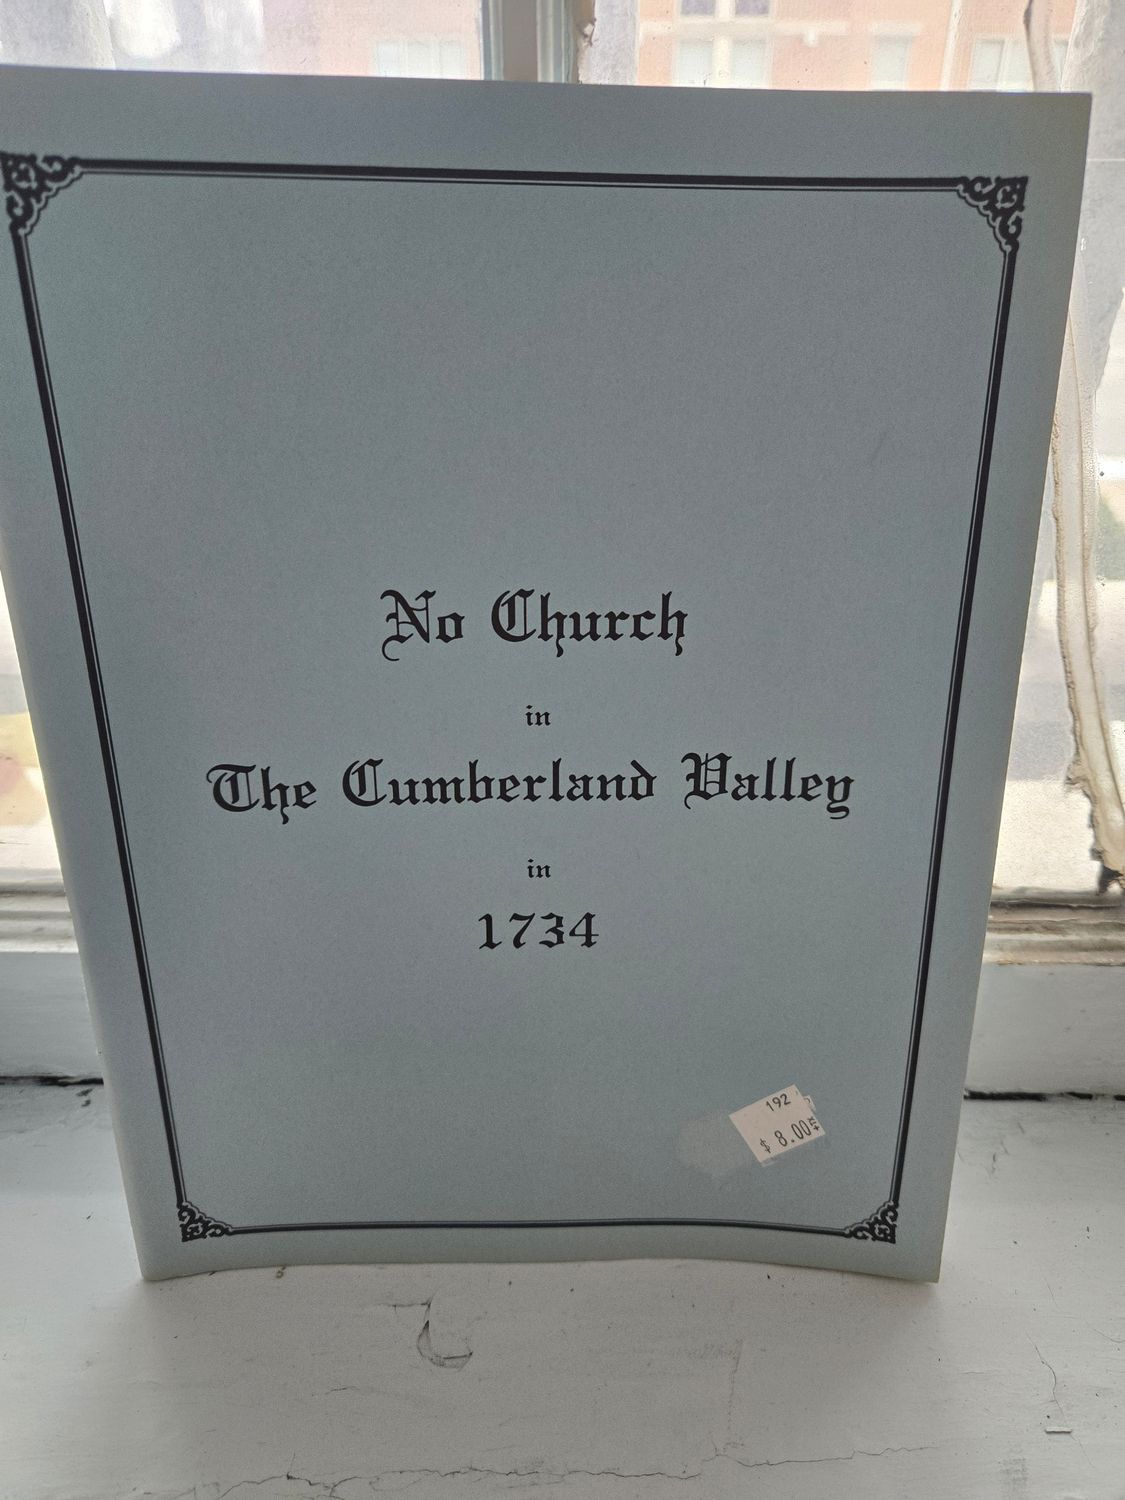 No Church
in
The Cumberland Valley
in
1734
192
$ 8.00